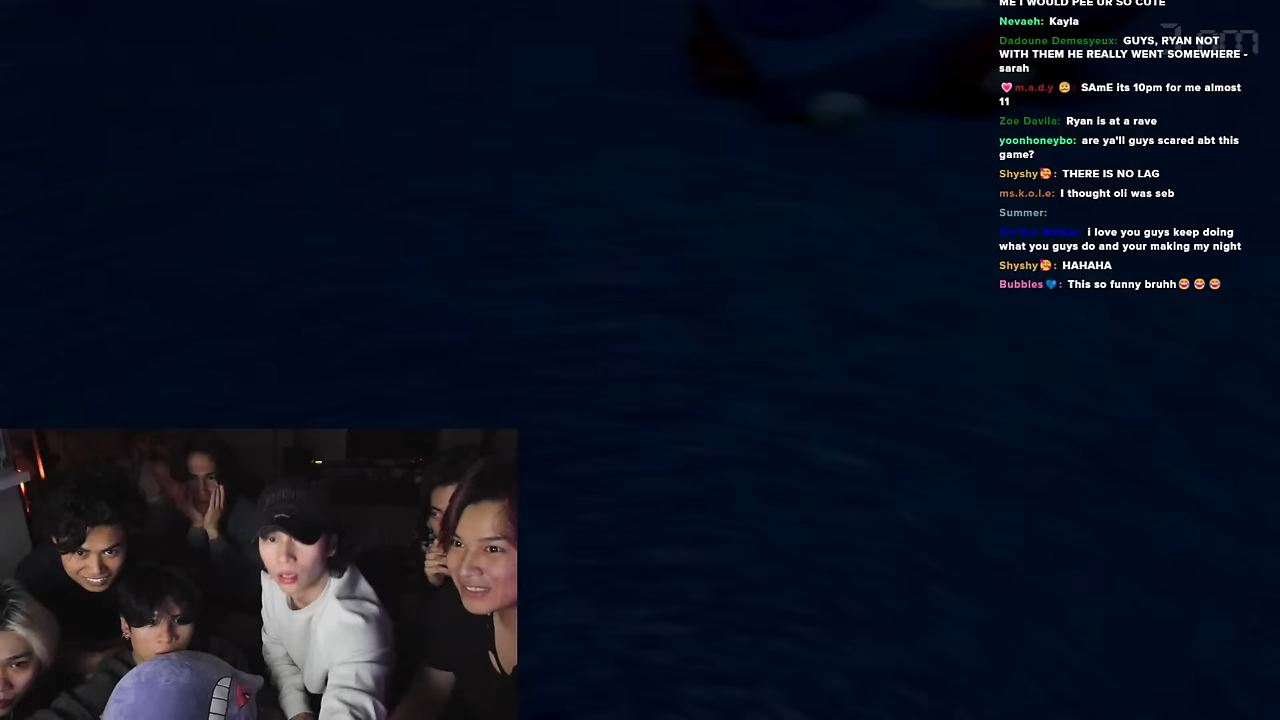 ME I WOULD PEE UR SO CUTE
Nevaeh: Kayla
Dadoune Demesyeux: GUYS, RYAN NOT
WITH THEM HE REALLY WENT SOMEWHERE -
sarah
💗m.a.d.y 😩: SAmE its 10pm for me almost
11
Zoe Davila: Ryan is at a rave
yoonhoneybo: are ya'll guys scared abt this
game?
Shyshy🥰: THERE IS NO LAG
ms.k.o.l.e: I thought oli was seb
Summer:
i love you guys keep doing
what you guys do and your making my night
Shyshy🥰: HAHAHA
Bubbles💙: This so funny bruhh😂😂😂